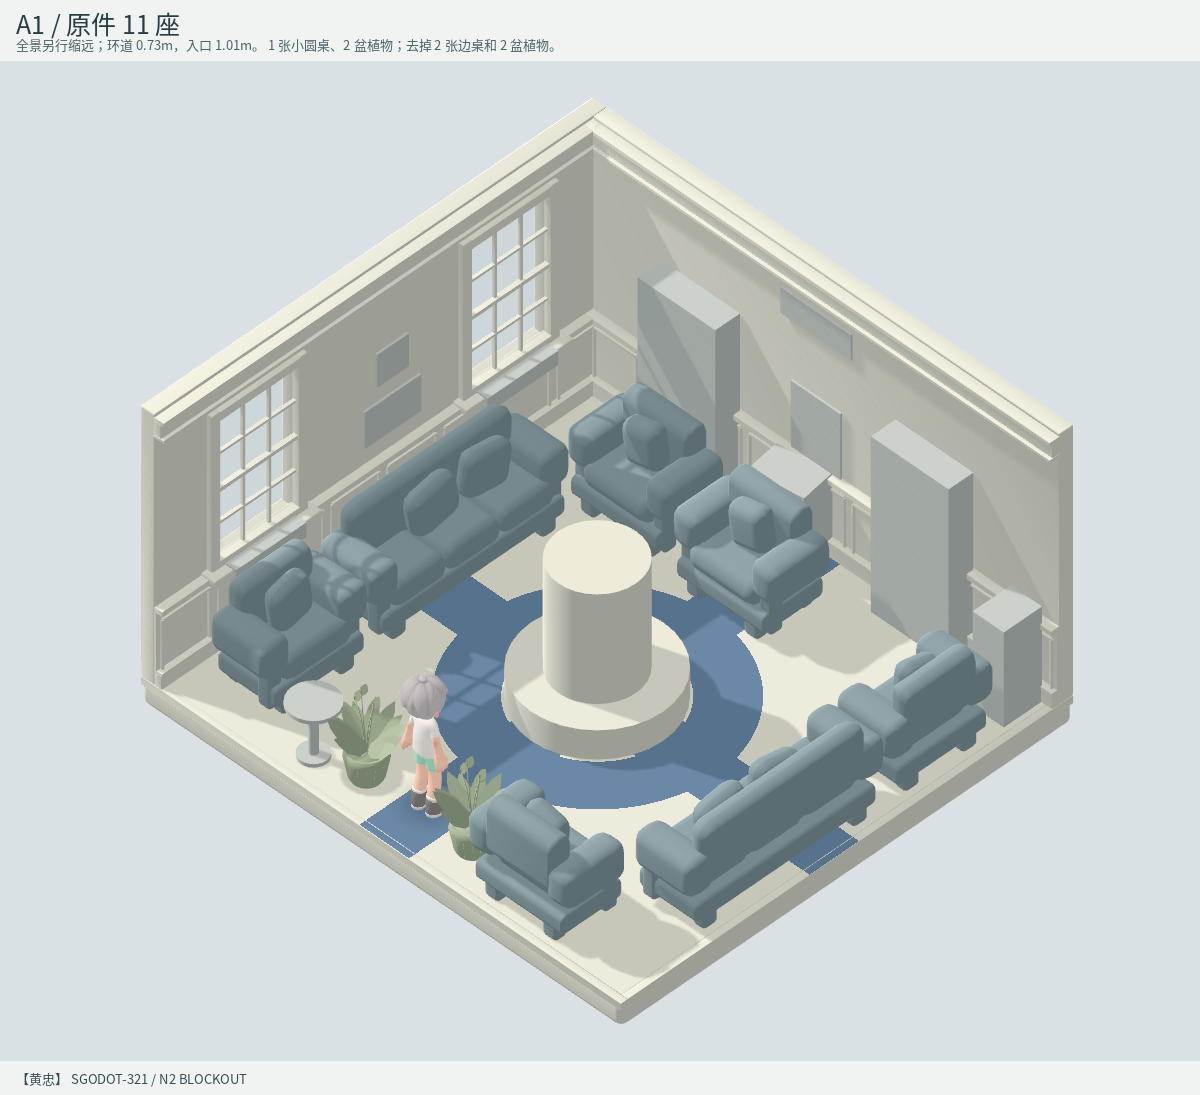 A1 / 原件 11 座
全景另行缩远；环道 0.73m，入口 1.01m。 1 张小圆桌、2 盆植物；去掉 2 张边桌和 2 盆植物。
【黄忠】 SGODOT-321 / N2 BLOCKOUT